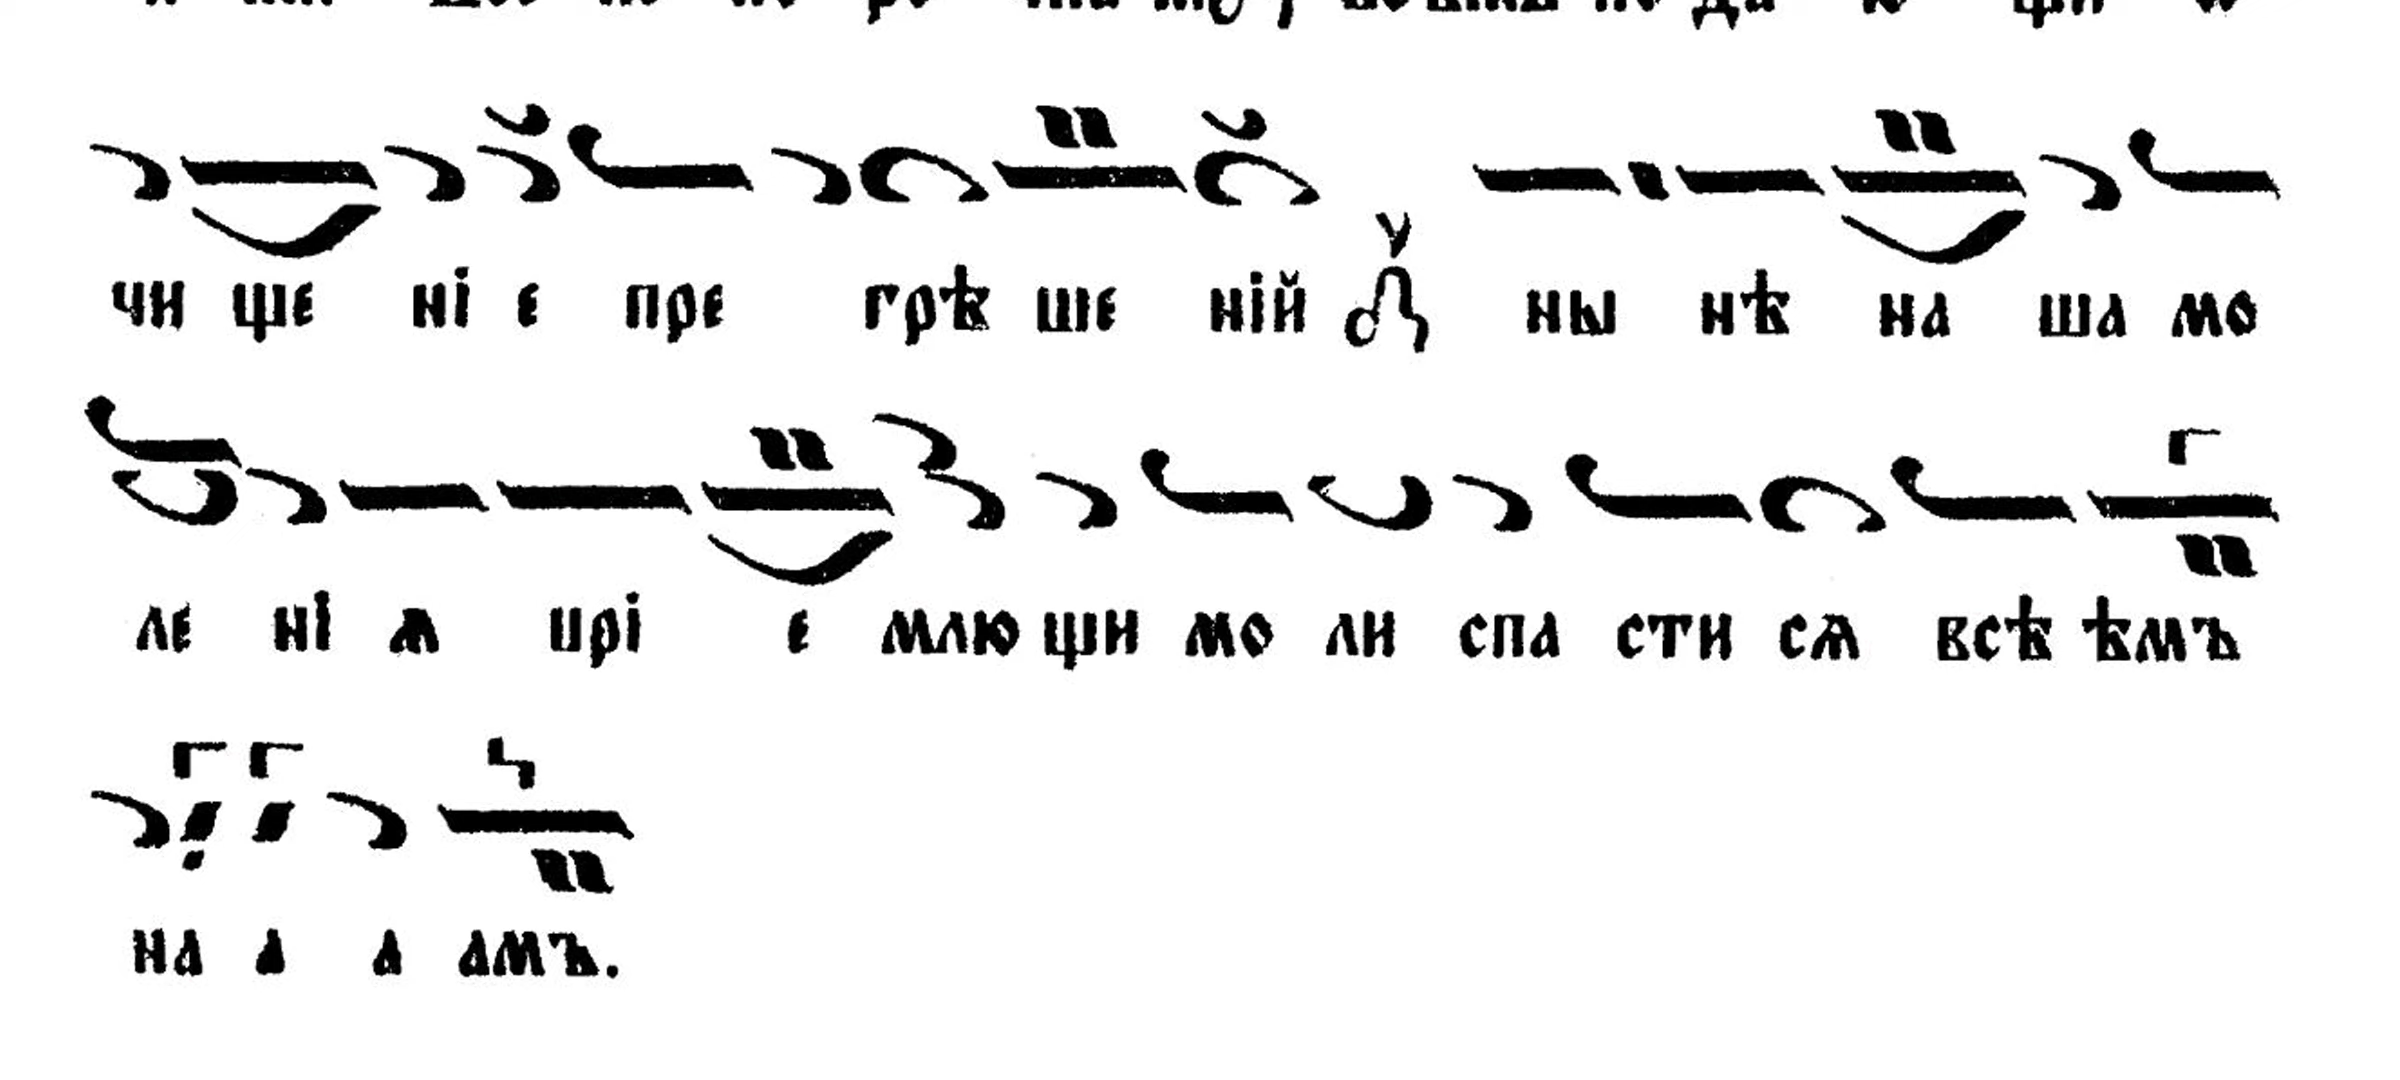 чи ще ні є пре грѣ ше ній ны нѣ на ша мо
ле ні ѧ прі є млю щи мо ли спа сти сѧ всѣ ѣмъ
на а а амъ.